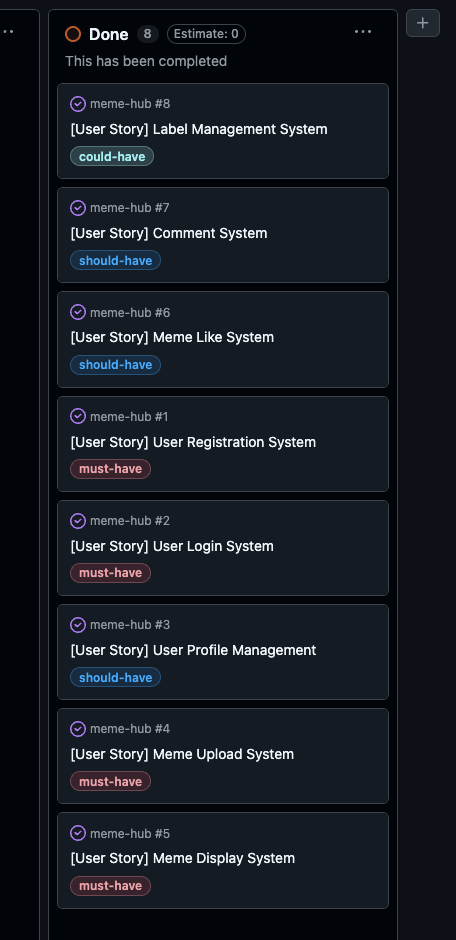 Done 8 Estimate: 0
This has been completed
meme-hub #8
[User Story] Label Management System
could-have
meme-hub #7
[User Story] Comment System
should-have
meme-hub #6
[User Story] Meme Like System
should-have
meme-hub #1
[User Story] User Registration System
must-have
meme-hub #2
[User Story] User Login System
must-have
meme-hub #3
[User Story] User Profile Management
should-have
meme-hub #4
[User Story] Meme Upload System
must-have
meme-hub #5
[User Story] Meme Display System
must-have